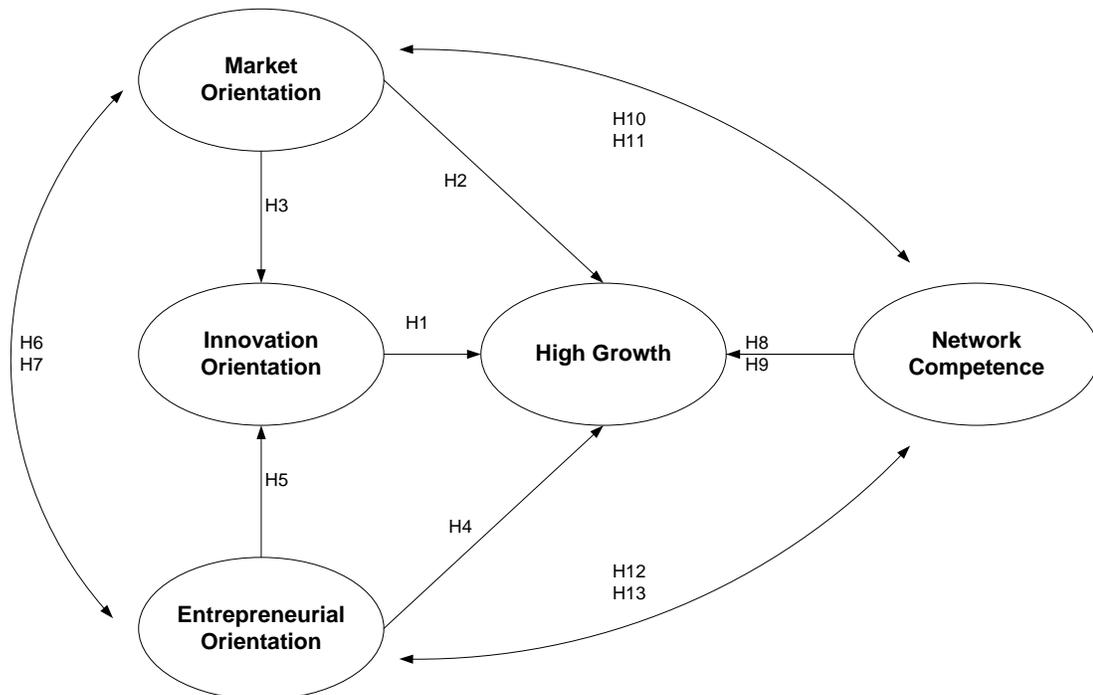 Market
Orientation
H10
H11
H2
H3
Innovation
Orientation
H1
High Growth
H8
H9
Network
Competence
H6
H7
H5
H4
H12
H13
Entrepreneurial
Orientation